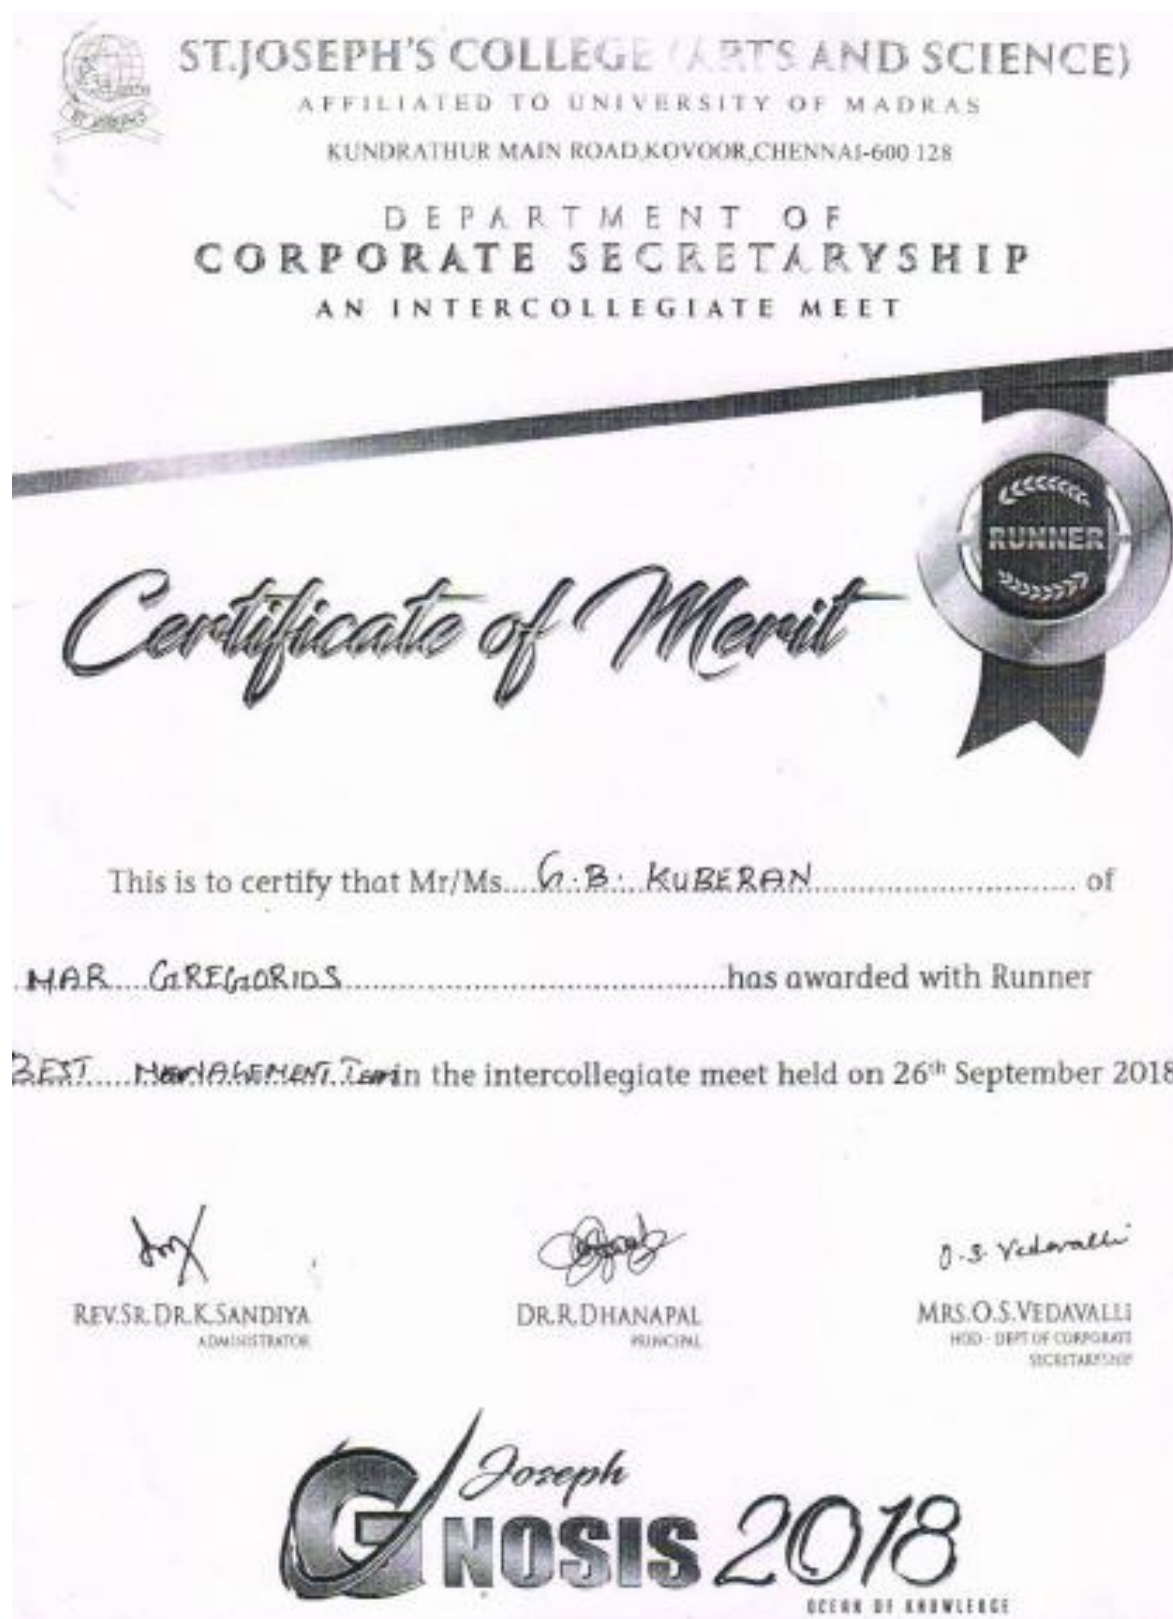 ST.JOSEPH'S COLLEGE (ARTS AND SCIENCE)
AFFILIATED TO UNIVERSITY OF MADRAS
KUNDRATHUR MAIN ROAD,KOVOOR,CHENNAI-600 128
DEPARTMENT OF
CORPORATE SECRETARYSHIP
AN INTERCOLLEGIATE MEET
RUNNER
Certificate of Merit
This is to certify that Mr/Ms....G.B. KUBERAN.... of
MAR GREGORIOS....has awarded with Runner
BEST MANAGEMENT Team in the intercollegiate meet held on 26th September 2018
O.S. Vedavalli
REV.SR.DR.K.SANDIYA DR.R.DHANAPAL MRS.O.S.VEDAVALLI
ADMINISTRATOR PRINCIPAL HOD - DEPT OF CORPORATE
SECRETARYSHIP
Joseph
GNOSIS 2018
OCEAN OF KNOWLEDGE